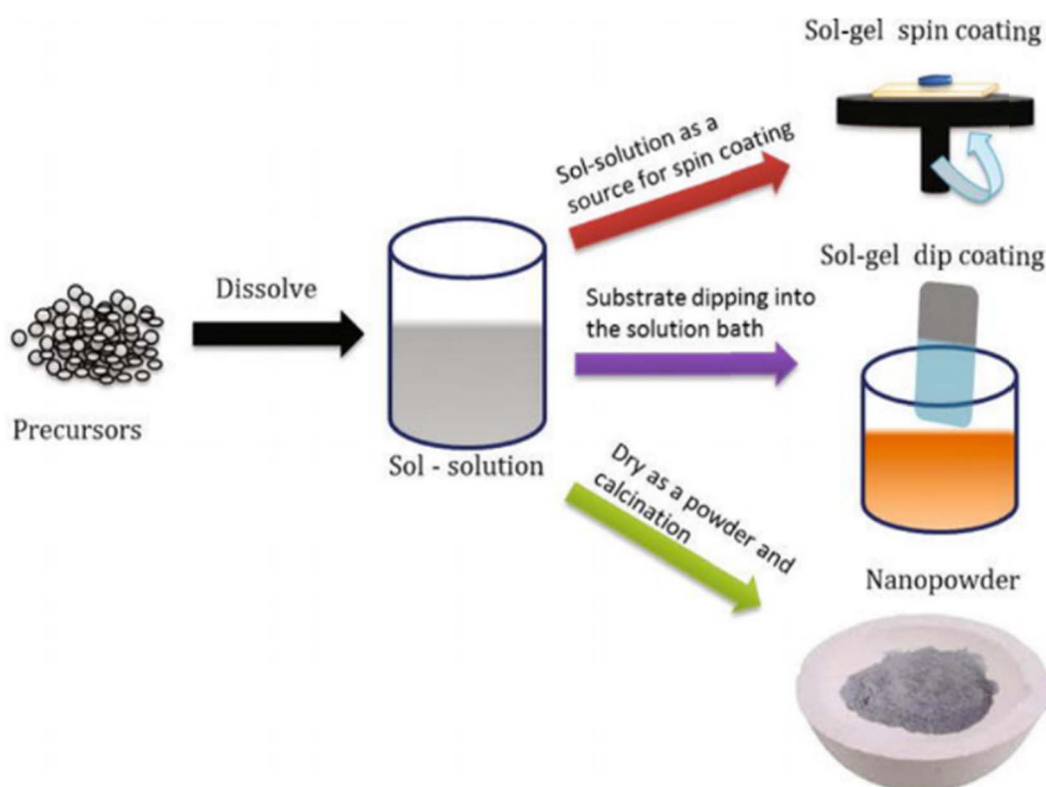 Sol-gel spin coating
Sol-solution as a
source for spin coating
Sol-gel dip coating
Dissolve
Substrate dipping into
the solution bath
Precursors
Sol - solution
Dry as a powder and
calcination
Nanopowder